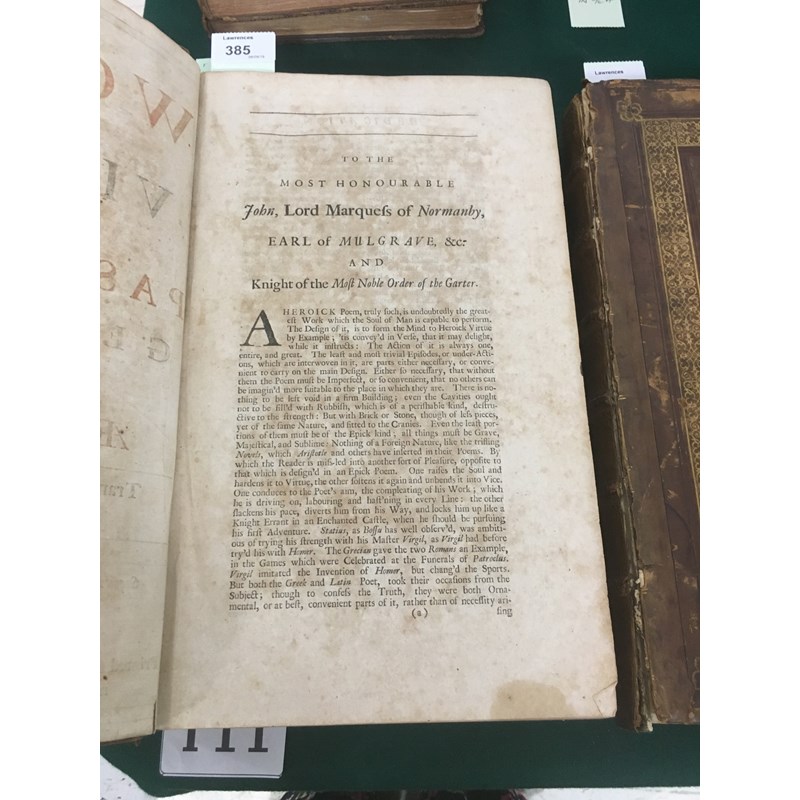 Lawrences
385
Lawrences
WO
VI
PAS
GE
Tran
TO THE
MOST HONOURABLE
John, Lord Marqueſs of Normanby,
EARL of MULGRAVE, &c.
AND
Knight of the Moſt Noble Order of the Garter.
A HEROICK Poem, truly ſuch, is undoubtedly the great-
eſt Work which the Soul of Man is capable to perform.
The Deſign of it, is to form the Mind to Heroick Virtue
by Example; 'tis convey'd in Verſe, that it may delight,
while it inſtructs: The Action of it is always one,
entire, and great. The leaſt and moſt trivial Epiſodes, or under-Acti-
ons, which are interwoven in it, are parts either neceſſary, or conve-
nient to carry on the main Deſign. Either ſo neceſſary, that without
them the Poem muſt be Imperfect, or ſo convenient, that no others can
be imagin'd more ſuitable to the place in which they are. There is no-
thing to be left void in a firm Building; even the Cavities ought
not to be fill'd with Rubbiſh, which is of a periſhable kind, deſtru-
ctive to the ſtrength: But with Brick or Stone, though of leſs pieces,
yet of the ſame Nature, and fitted to the Cranies. Even the leaſt por-
tions of them muſt be of the Epick kind; all things muſt be Grave,
Majeſtical, and Sublime: Nothing of a Foreign Nature, like the trifling
Novels, which Ariſtotle and others have inſerted in their Poems. By
which the Reader is miſ-led into another ſort of Pleaſure, oppoſite to
that which is deſign'd in an Epick Poem. One raiſes the Soul and
hardens it to Virtue, the other ſoftens it again and unbends it into Vice.
One conduces to the Poet's aim, the compleating of his Work; which
he is driving on, labouring and haſt'ning in every Line: the other
ſlackens his pace, diverts him from his Way, and locks him up like a
Knight Errant in an Enchanted Caſtle, when he ſhould be purſuing
his firſt Adventure. Statius, as Boſſu has well obſerv'd, was ambiti-
ous of trying his ſtrength with his Maſter Virgil, as Virgil had before
try'd his with Homer. The Grecian gave the two Romans an Example,
in the Games which were Celebrated at the Funerals of Patroclus.
Virgil imitated the Invention of Homer, but chang'd the Sports.
But both the Greek and Latin Poet, took their occaſions from the
Subject; though to confeſs the Truth, they were both Orna-
mental, or at beſt, convenient parts of it, rather than of neceſſity ari-
(a) ſing